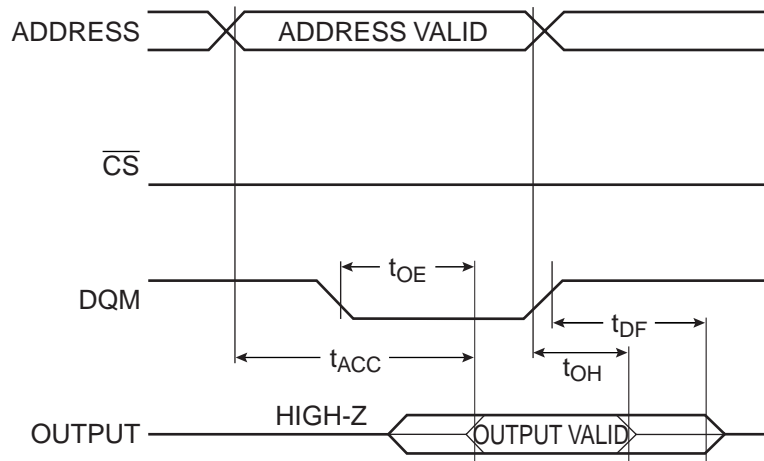 ADDRESS
ADDRESS VALID
CS
DQM
tOE
tDF
tACC
tOH
OUTPUT
HIGH-Z
OUTPUT VALID